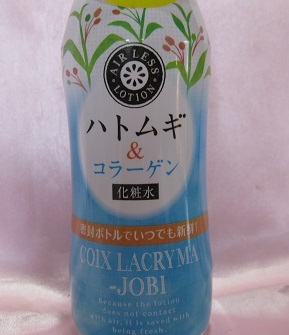 AIR LESS
LOTION
ハトムギ
&
コラーゲン
化粧水
密封ボトルでいつでも新鮮!
COIX LACRYMA
-JOBI
Because the lotion
does not contact
with air, it is saved with
being fresh.